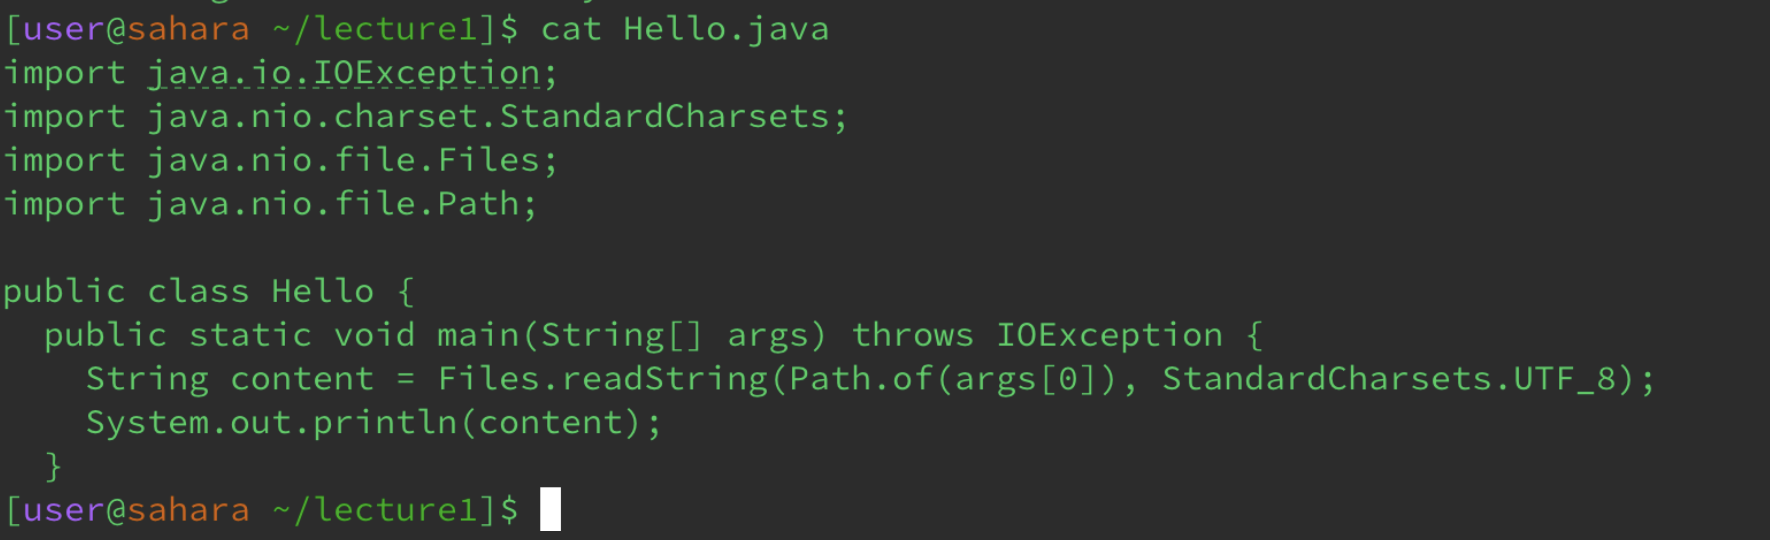 [user@sahara ~/lecture1]$ cat Hello.java
import java.io.IOException;
import java.nio.charset.StandardCharsets;
import java.nio.file.Files;
import java.nio.file.Path;

public class Hello {
  public static void main(String[] args) throws IOException {
    String content = Files.readString(Path.of(args[0]), StandardCharsets.UTF_8);
    System.out.println(content);
  }
[user@sahara ~/lecture1]$